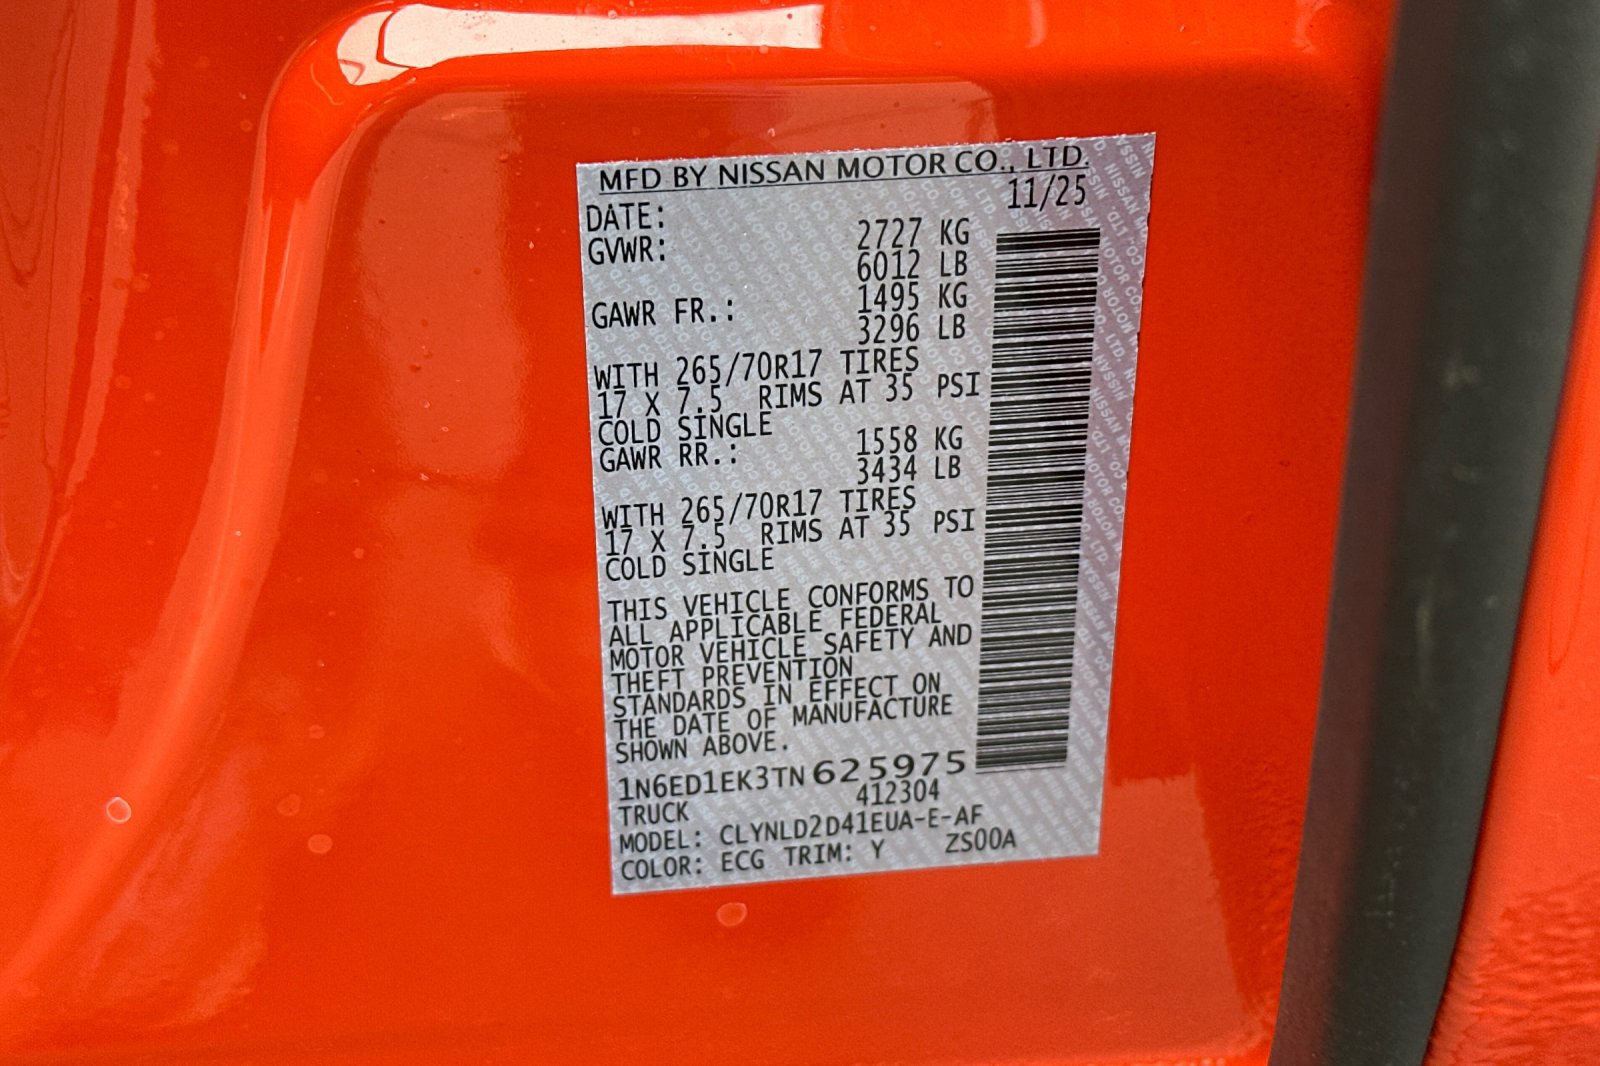 MFD BY NISSAN MOTOR CO., LTD.
DATE: 11/25
GVWR: 2727 KG
6012 LB
GAWR FR.: 1495 KG
3296 LB
WITH 265/70R17 TIRES
17 X 7.5 RIMS AT 35 PSI
COLD SINGLE
GAWR RR.: 1558 KG
3434 LB
WITH 265/70R17 TIRES
17 X 7.5 RIMS AT 35 PSI
COLD SINGLE
THIS VEHICLE CONFORMS TO
ALL APPLICABLE FEDERAL
MOTOR VEHICLE SAFETY AND
THEFT PREVENTION
STANDARDS IN EFFECT ON
THE DATE OF MANUFACTURE
SHOWN ABOVE.
1N6ED1EK3TN625975
TRUCK 412304
MODEL: CLYNLD2D41EUA-E-AF
COLOR: ECG TRIM: Y ZS00A